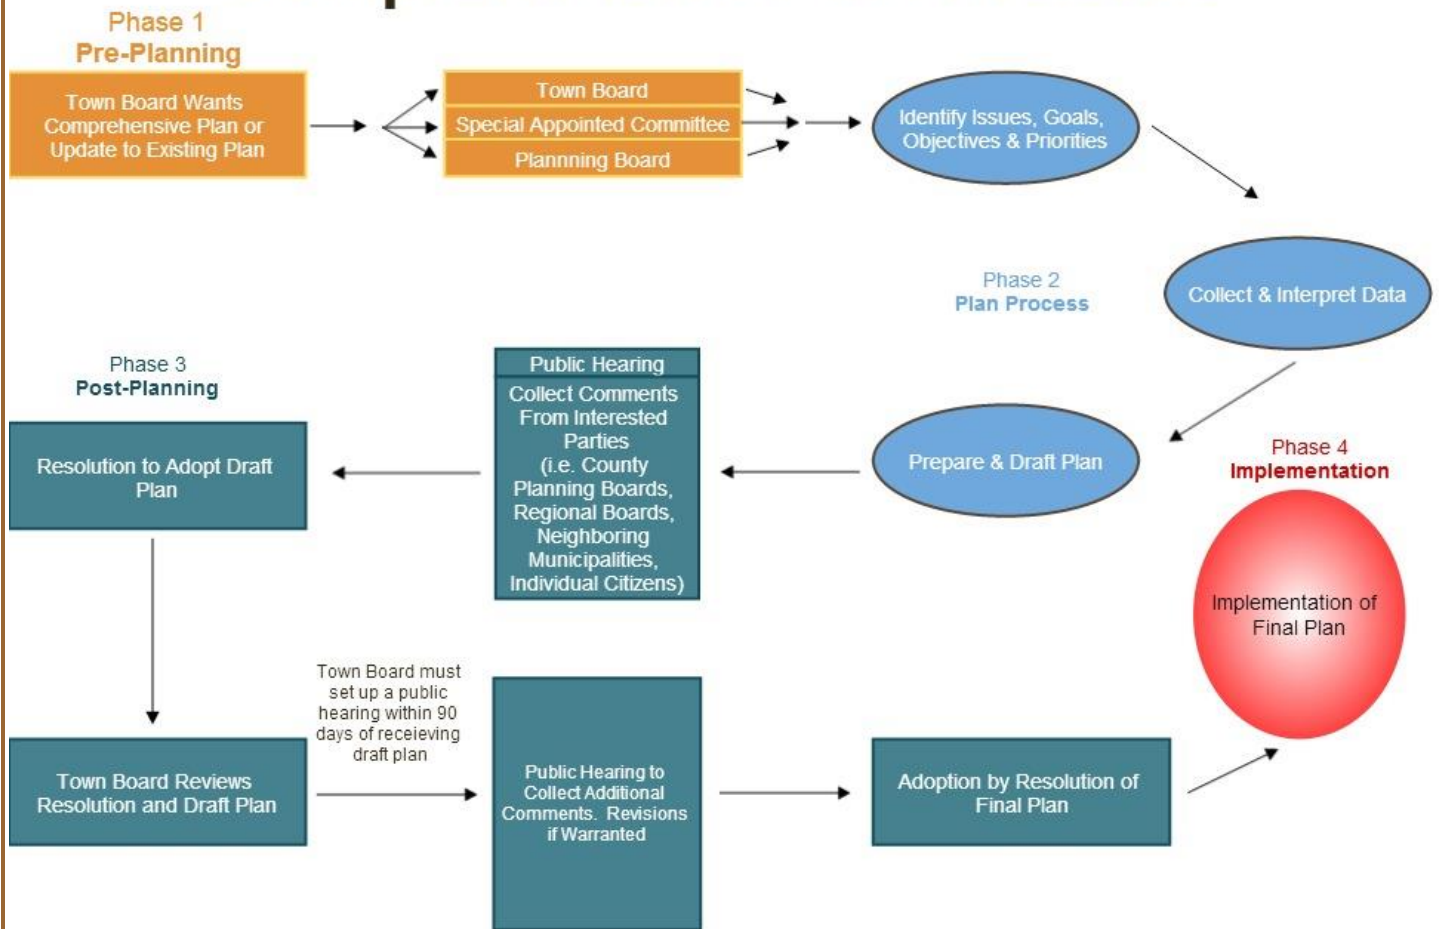 Phase 1
Pre-Planning
Town Board Wants
Comprehensive Plan or
Update to Existing Plan
Town Board
Special Appointed Committee
Plannning Board
Identify Issues, Goals,
Objectives & Priorities
Phase 2
Plan Process
Collect & Interpret Data
Phase 3
Post-Planning
Resolution to Adopt Draft
Plan
Public Hearing
Collect Comments
From Interested
Parties
(i.e. County
Planning Boards,
Regional Boards,
Neighboring
Municipalities,
Individual Citizens)
Prepare & Draft Plan
Phase 4
Implementation
Implementation of
Final Plan
Town Board must
set up a public
hearing within 90
days of receieving
draft plan
Town Board Reviews
Resolution and Draft Plan
Public Hearing to
Collect Additional
Comments. Revisions
if Warranted
Adoption by Resolution of
Final Plan